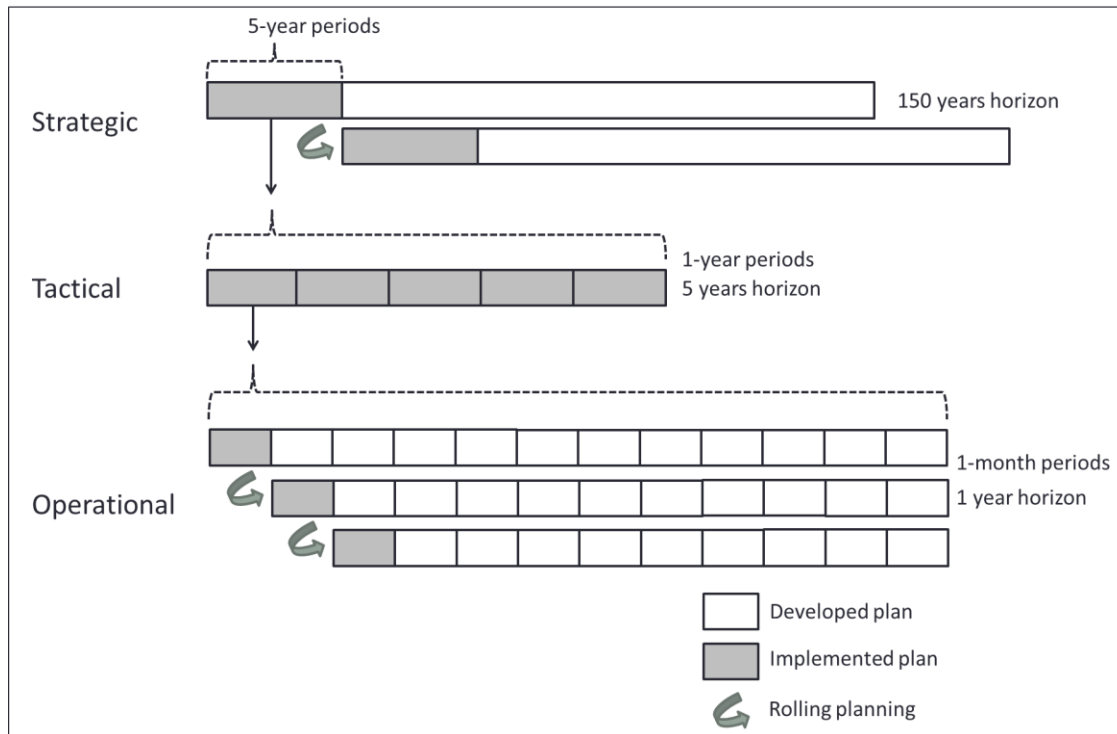 5-year periods
Strategic
150 years horizon
Tactical
1-year periods
5 years horizon
Operational
1-month periods
1 year horizon
Developed plan
Implemented plan
Rolling planning